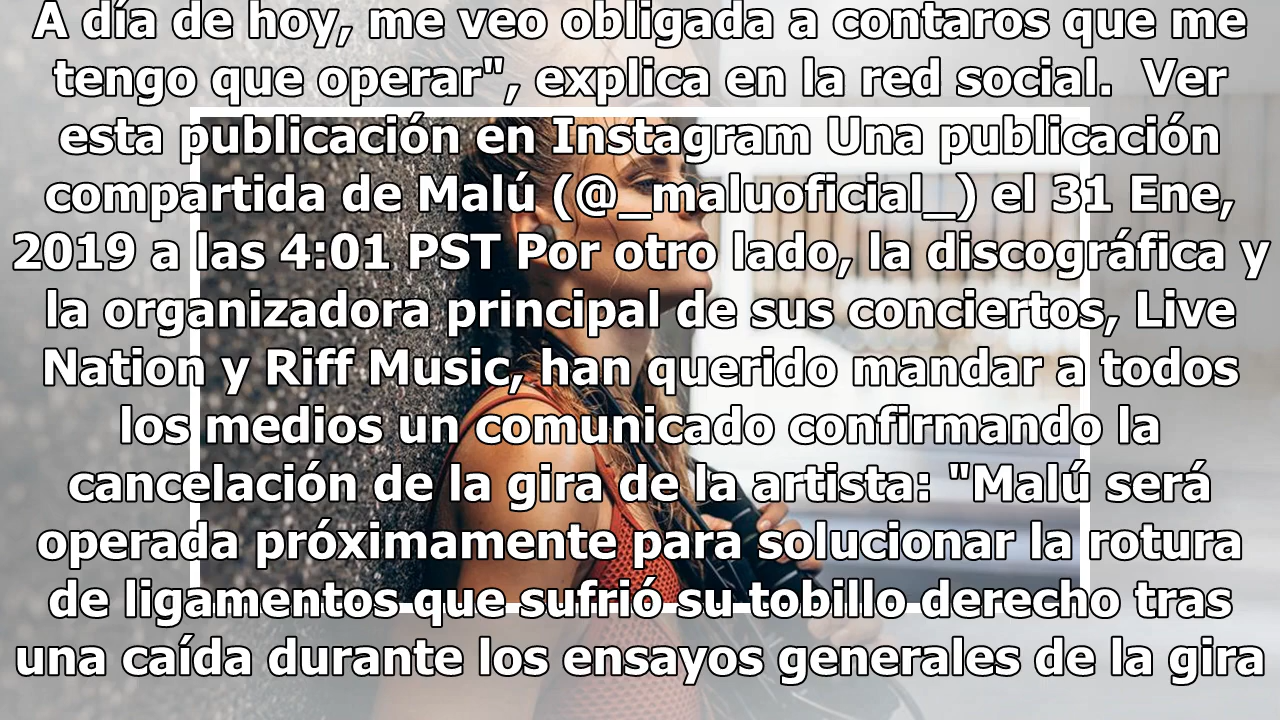 A día de hoy, me veo obligada a contaros que me
tengo que operar", explica en la red social.  Ver
esta publicación en Instagram Una publicación
compartida de Malú (@_maluoficial_) el 31 Ene,
2019 a las 4:01 PST Por otro lado, la discográfica y
la organizadora principal de sus conciertos, Live
Nation y Riff Music, han querido mandar a todos
los medios un comunicado confirmando la
cancelación de la gira de la artista: "Malú será
operada próximamente para solucionar la rotura
de ligamentos que sufrió su tobillo derecho tras
una caída durante los ensayos generales de la gira